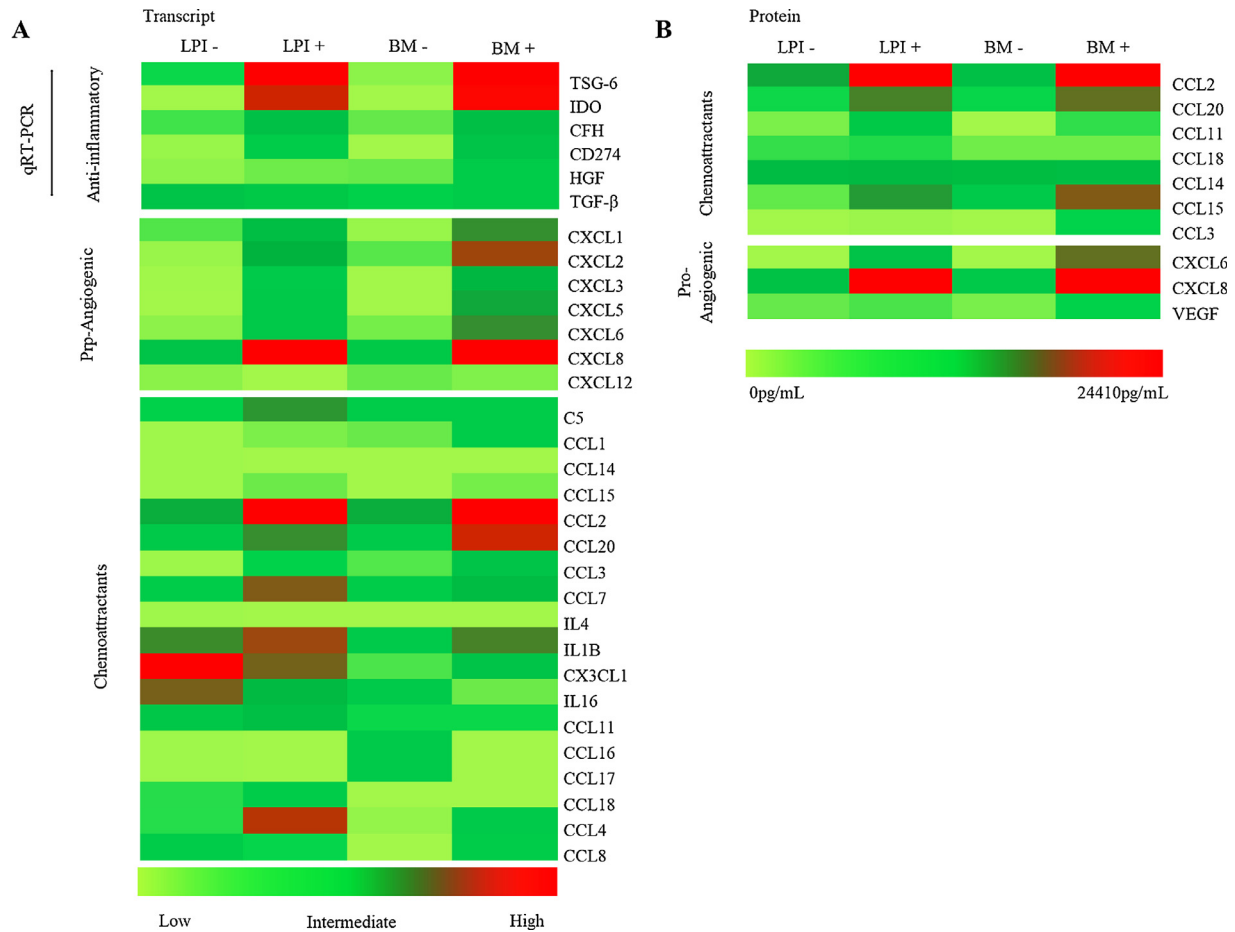 A
Transcript
LPI - LPI + BM - BM +
qRT-PCR
Anti-inflammatory
TSG-6
IDO
CFH
CD274
HGF
TGF-β
Prp-Angiogenic
CXCL1
CXCL2
CXCL3
CXCL5
CXCL6
CXCL8
CXCL12
Chemoattractants
C5
CCL1
CCL14
CCL15
CCL2
CCL20
CCL3
CCL7
IL4
IL1B
CX3CL1
IL16
CCL11
CCL16
CCL17
CCL18
CCL4
CCL8
Low Intermediate High
B
Protein
LPI - LPI + BM - BM +
Chemoattractants
CCL2
CCL20
CCL11
CCL18
CCL14
CCL15
CCL3
Pro-
Angiogenic
CXCL6
CXCL8
VEGF
0pg/mL 24410pg/mL